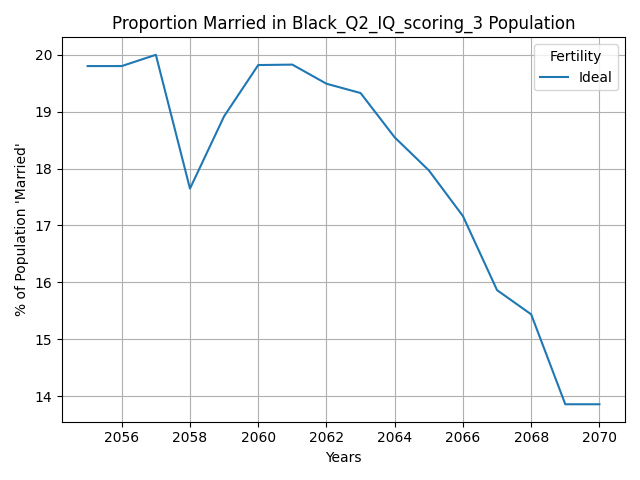 Proportion Married in Black_Q2_IQ_scoring_3 Population
Fertility
Ideal
% of Population 'Married'
20
19
18
17
16
15
14
2056 2058 2060 2062 2064 2066 2068 2070
Years